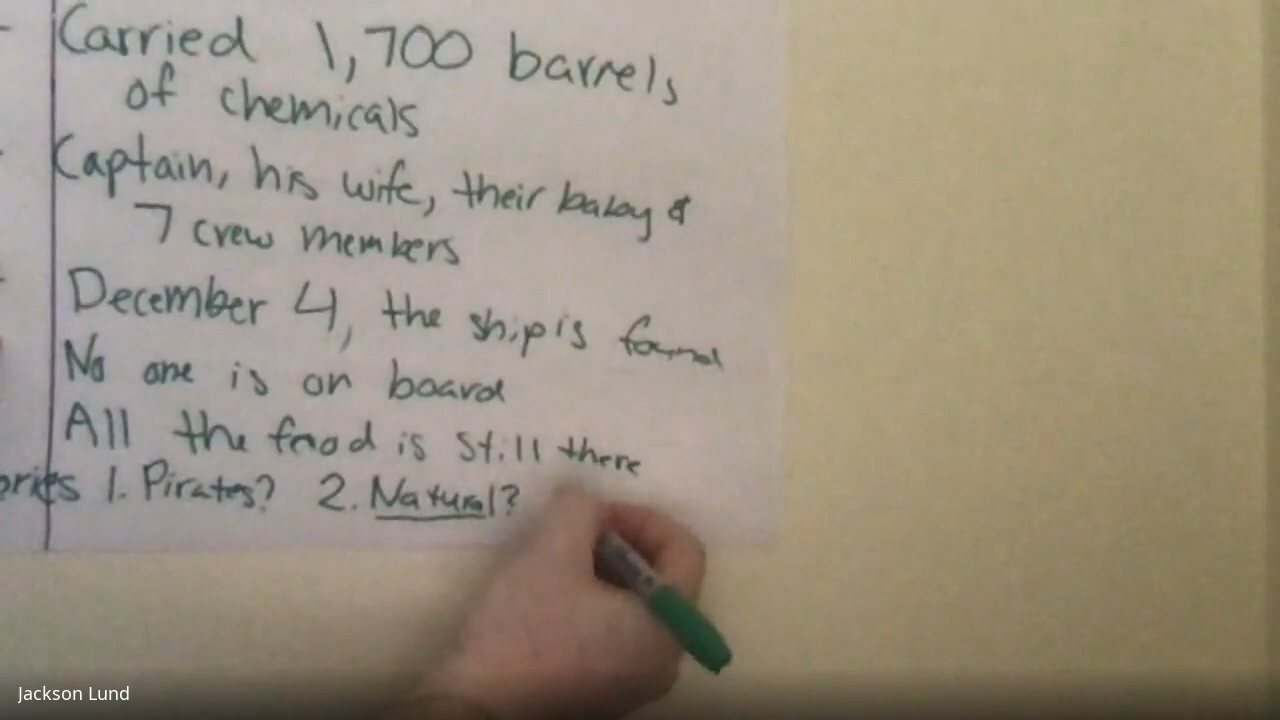 Carried 1,700 barrels
of chemicals
Captain, his wife, their baby &
7 crew members
December 4, the ship is found
No one is on board
All the food is still there
ories 1. Pirates? 2. Natural?
Jackson Lund